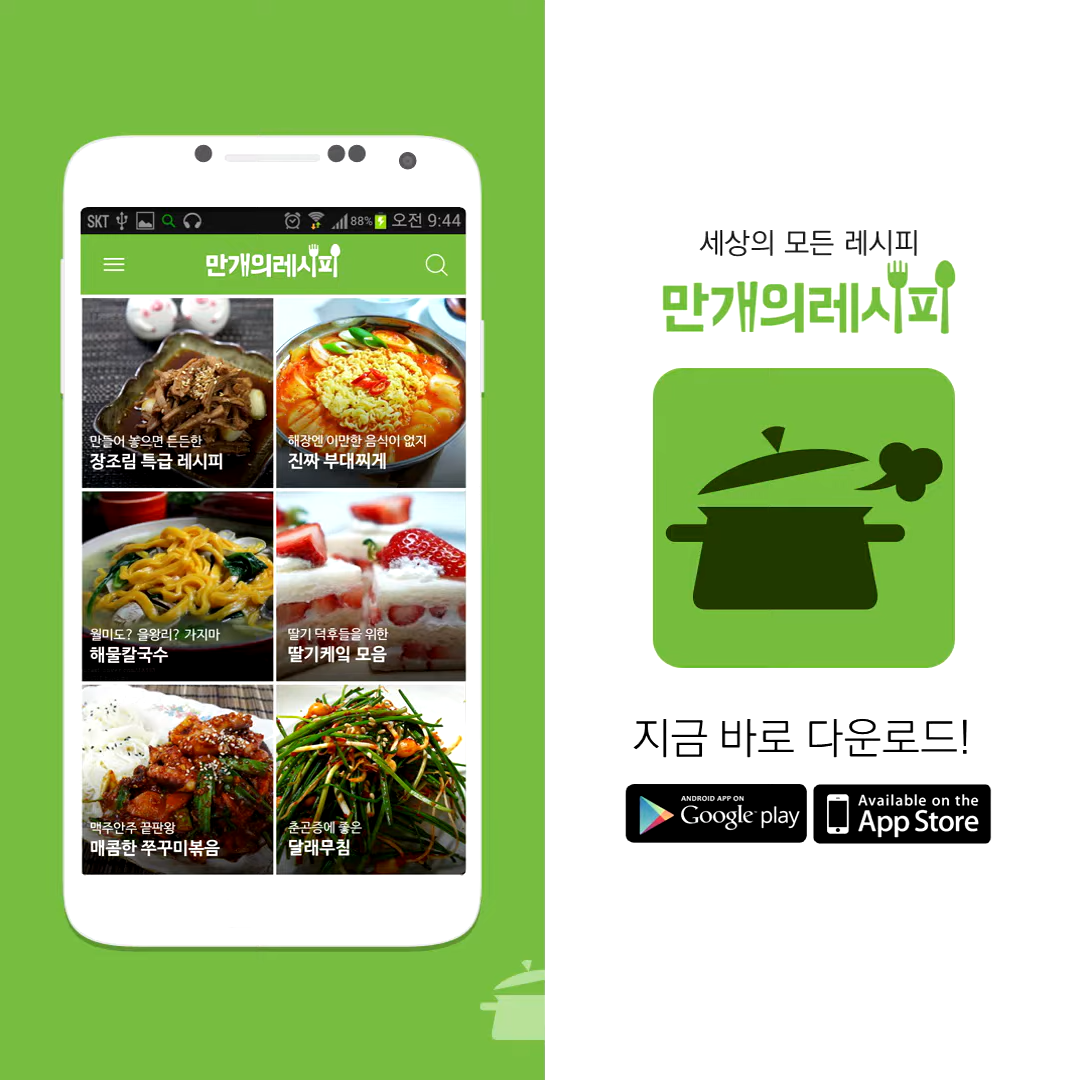 SKT 88% 오전 9:44
만개의레시피
만들어 놓으면 든든한
장조림 특급 레시피
해장엔 이만한 음식이 없지
진짜 부대찌게
월미도? 을왕리? 가지마
해물칼국수
딸기 덕후들을 위한
딸기케잌 모음
맥주안주 끝판왕
매콤한 쭈꾸미볶음
춘곤증에 좋은
달래무침
세상의 모든 레시피
만개의레시피
지금 바로 다운로드!
ANDROID APP ON
Google play
Available on the
App Store